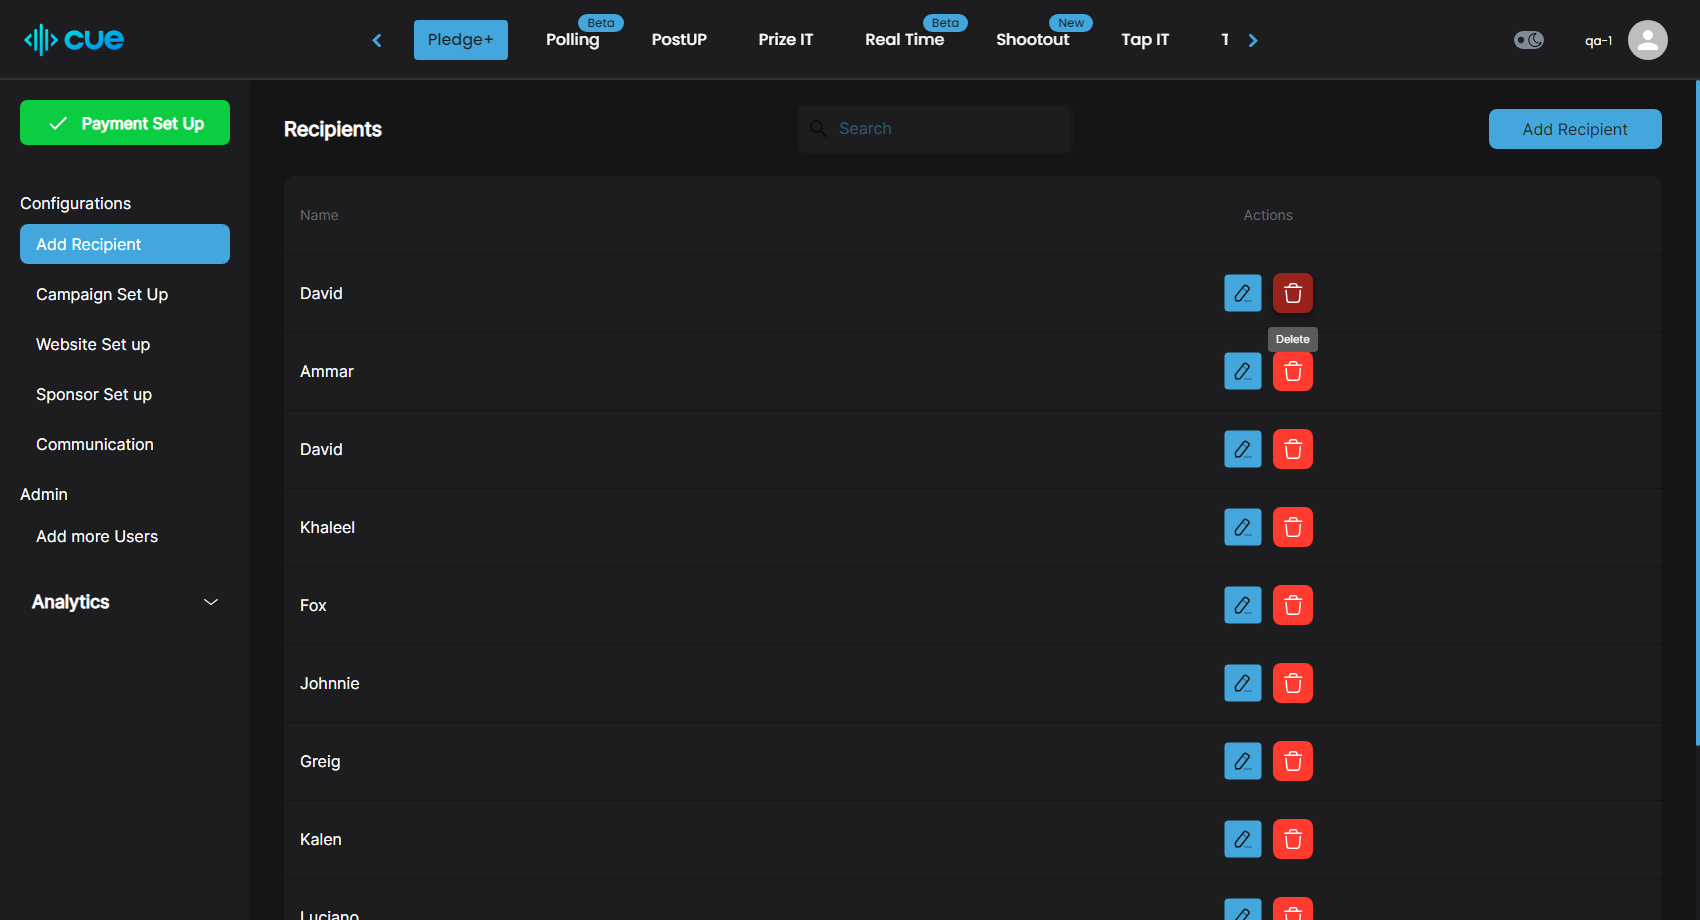 cue
Pledge+
Polling
Beta
PostUP
Prize IT
Real Time
Beta
Shootout
New
Tap IT
T
qa-1
Payment Set Up
Configurations
Add Recipient
Campaign Set Up
Website Set up
Sponsor Set up
Communication
Admin
Add more Users
Analytics
Recipients
Search
Add Recipient
Name Actions
David
Delete
Ammar
David
Khaleel
Fox
Johnnie
Greig
Kalen
Luciano